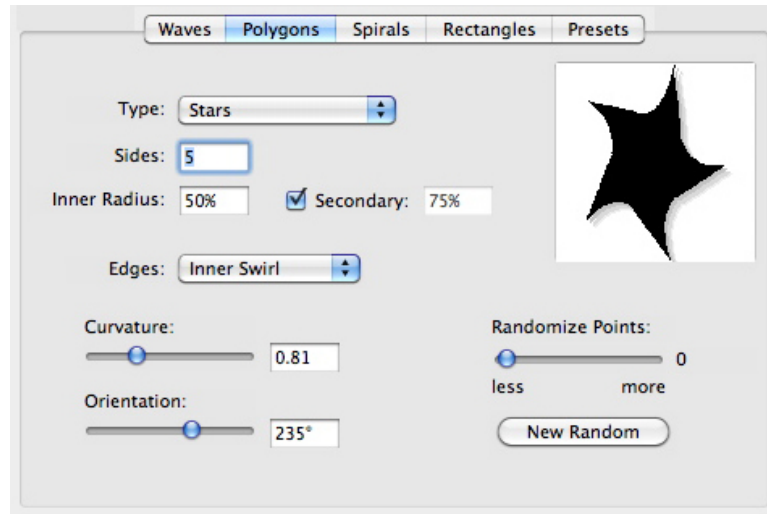 Waves Polygons Spirals Rectangles Presets
Type: Stars
Sides: 5
Inner Radius: 50% Secondary: 75%
Edges: Inner Swirl
Curvature: Randomize Points:
0.81 0
less more
Orientation:
235° New Random